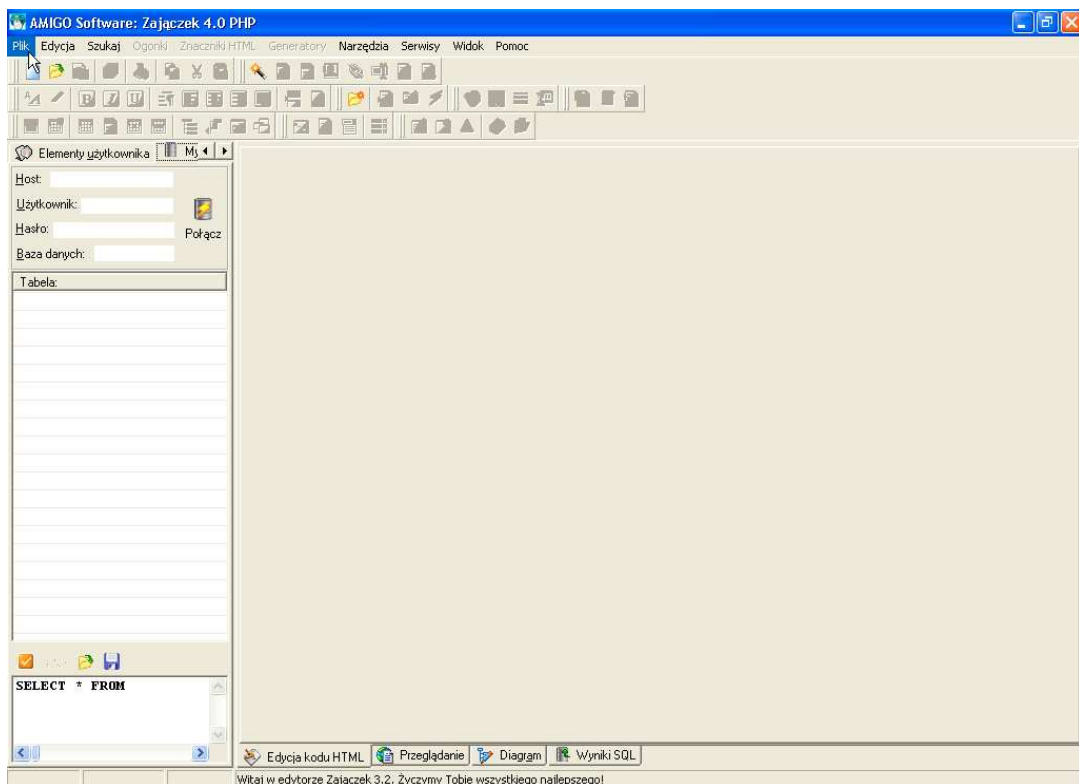 AMIGO Software: Zajączek 4.0 PHP
Plik Edycja Szukaj Ogonki Znaczniki HTML Generatory Narzędzia Serwisy Widok Pomoc
Elementy użytkownika My
Host:
Użytkownik:
Hasło:
Połącz
Baza danych:
Tabela:
SELECT * FROM
Edycja kodu HTML Przeglądanie Diagram Wyniki SQL
Witaj w edytorze Zajączek 3.2. Życzymy Tobie wszystkiego najlepszego!